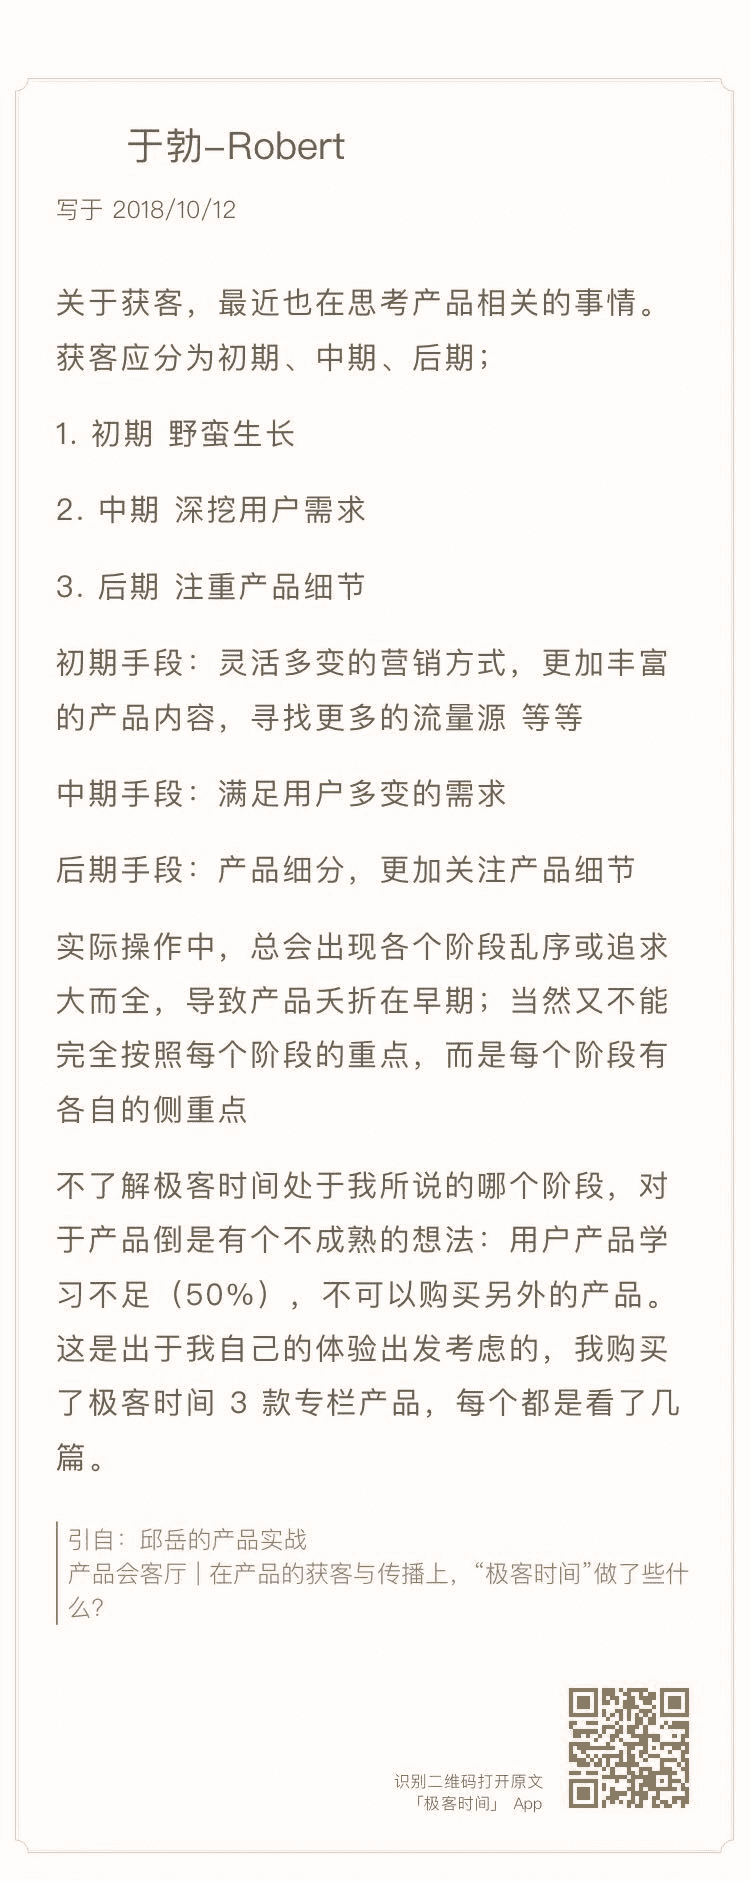 于勃-Robert
写于 2018/10/12
关于获客，最近也在思考产品相关的事情。
获客应分为初期、中期、后期；
1. 初期 野蛮生长
2. 中期 深挖用户需求
3. 后期 注重产品细节
初期手段：灵活多变的营销方式，更加丰富
的产品内容，寻找更多的流量源 等等
中期手段：满足用户多变的需求
后期手段：产品细分，更加关注产品细节
实际操作中，总会出现各个阶段乱序或追求
大而全，导致产品夭折在早期；当然又不能
完全按照每个阶段的重点，而是每个阶段有
各自的侧重点
不了解极客时间处于我所说的哪个阶段，对
于产品倒是有个不成熟的想法：用户产品学
习不足（50%），不可以购买另外的产品。
这是出于我自己的体验出发考虑的，我购买
了极客时间 3 款专栏产品，每个都是看了几
篇。
引自：邱岳的产品实战
产品会客厅 | 在产品的获客与传播上，“极客时间”做了些什
么？
识别二维码打开原文
「极客时间」 App